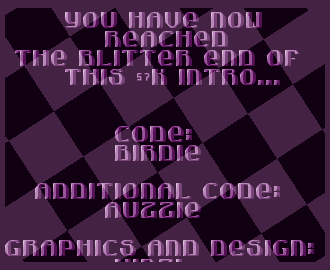 YOU HAVE NOW
REACHED
THE BLITTER END OF
THIS 57K INTRO...
CODE:
BIRDIE
ADDITIONAL CODE:
AUZZIE
GRAPHICS AND DESIGN: